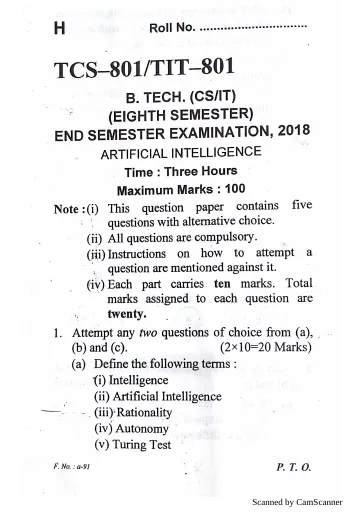 H
Roll No. ................................
TCS–801/TIT–801
B. TECH. (CS/IT)
(EIGHTH SEMESTER)
END SEMESTER EXAMINATION, 2018
ARTIFICIAL INTELLIGENCE
Time : Three Hours
Maximum Marks : 100
Note : (i) This question paper contains five
questions with alternative choice.
(ii) All questions are compulsory.
(iii) Instructions on how to attempt a
question are mentioned against it.
(iv) Each part carries ten marks. Total
marks assigned to each question are
twenty.
1. Attempt any two questions of choice from (a),
(b) and (c). (2×10=20 Marks)
(a) Define the following terms :
(i) Intelligence
(ii) Artificial Intelligence
(iii) Rationality
(iv) Autonomy
(v) Turing Test
F. No. : a-91
P. T. O.
Scanned by CamScanner